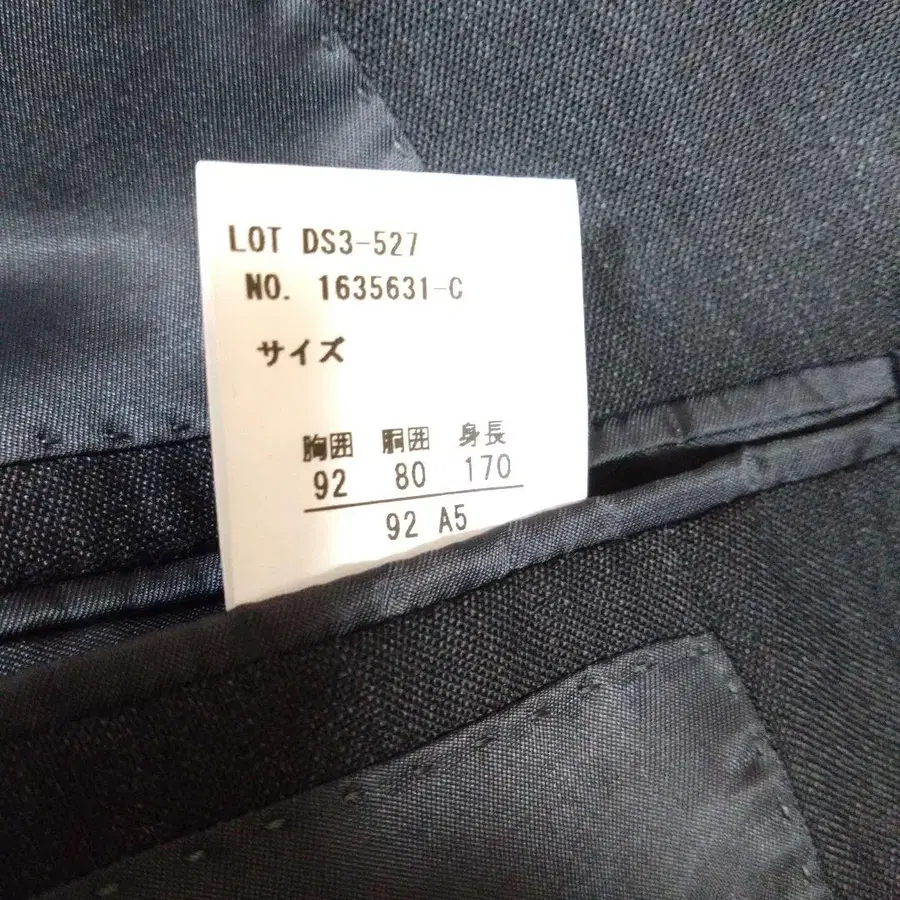 LOT DS3-527
NO. 1635631-C
サイズ
胸囲 胴囲 身長
92 80 170
92 A5